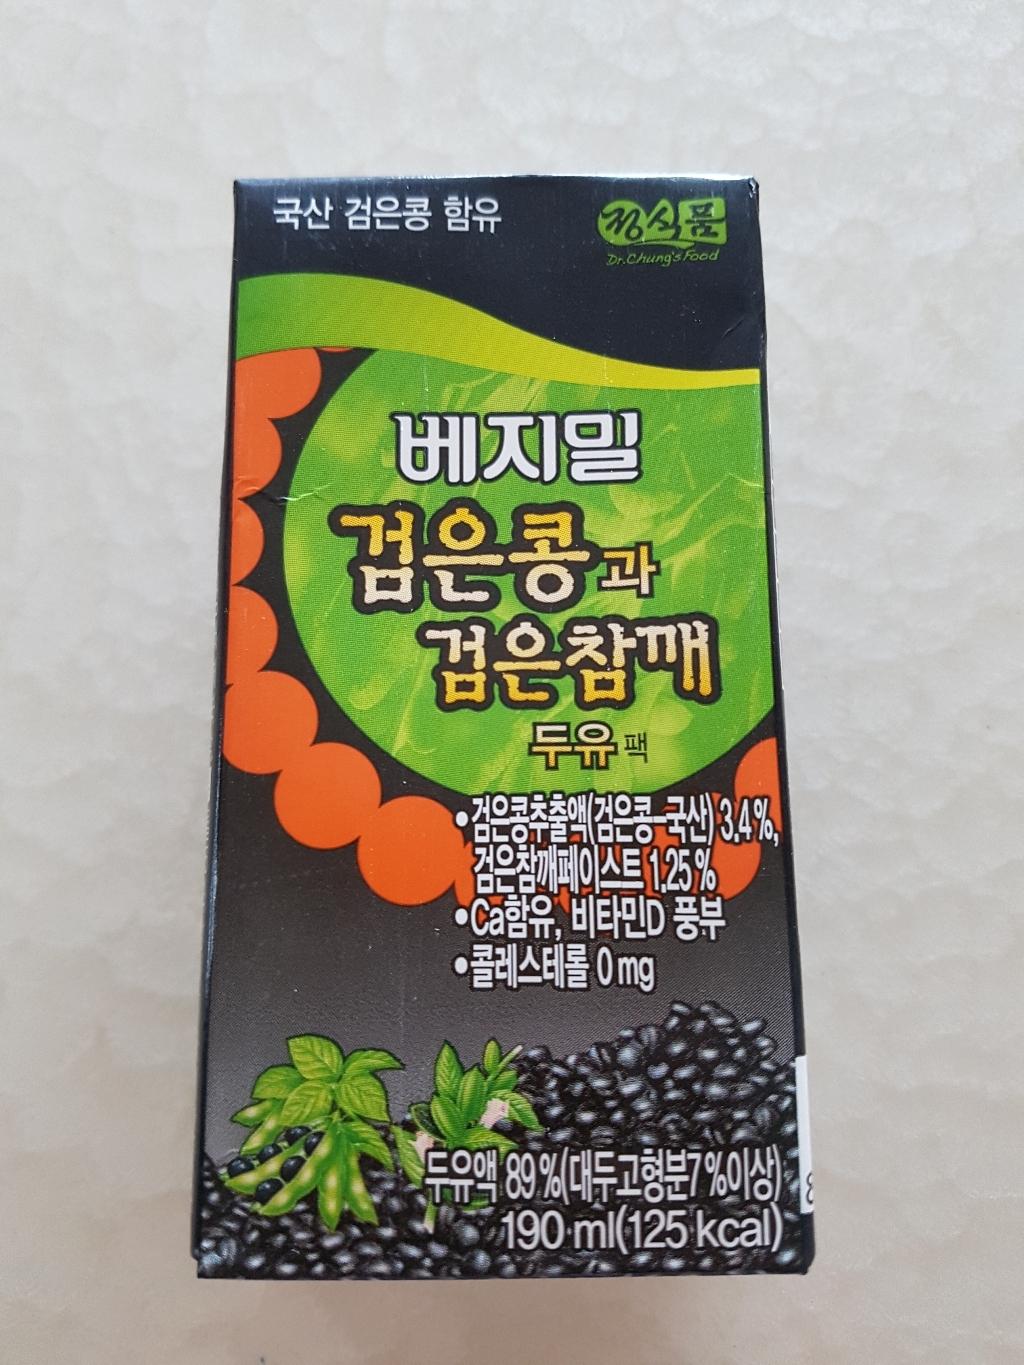 국산 검은콩 함유
정식품
Dr.Chung's Food
베지밀
검은콩과
검은참깨
두유 팩
•검은콩추출액(검은콩-국산) 3.4%,
검은참깨페이스트 1.25%
•Ca함유, 비타민D 풍부
•콜레스테롤 0mg
두유액 89%(대두고형분7%이상)
190 ml(125 kcal)